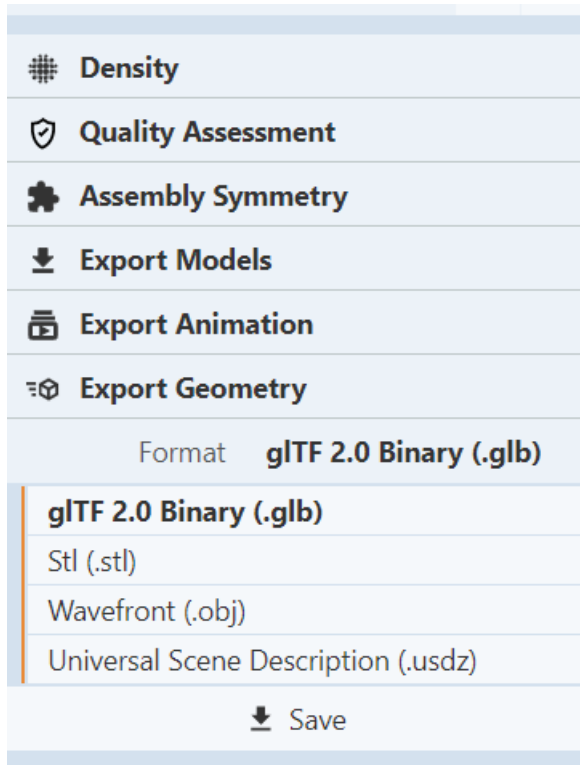 Density
Quality Assessment
Assembly Symmetry
Export Models
Export Animation
Export Geometry
Format glTF 2.0 Binary (.glb)
glTF 2.0 Binary (.glb)
Stl (.stl)
Wavefront (.obj)
Universal Scene Description (.usdz)
Save